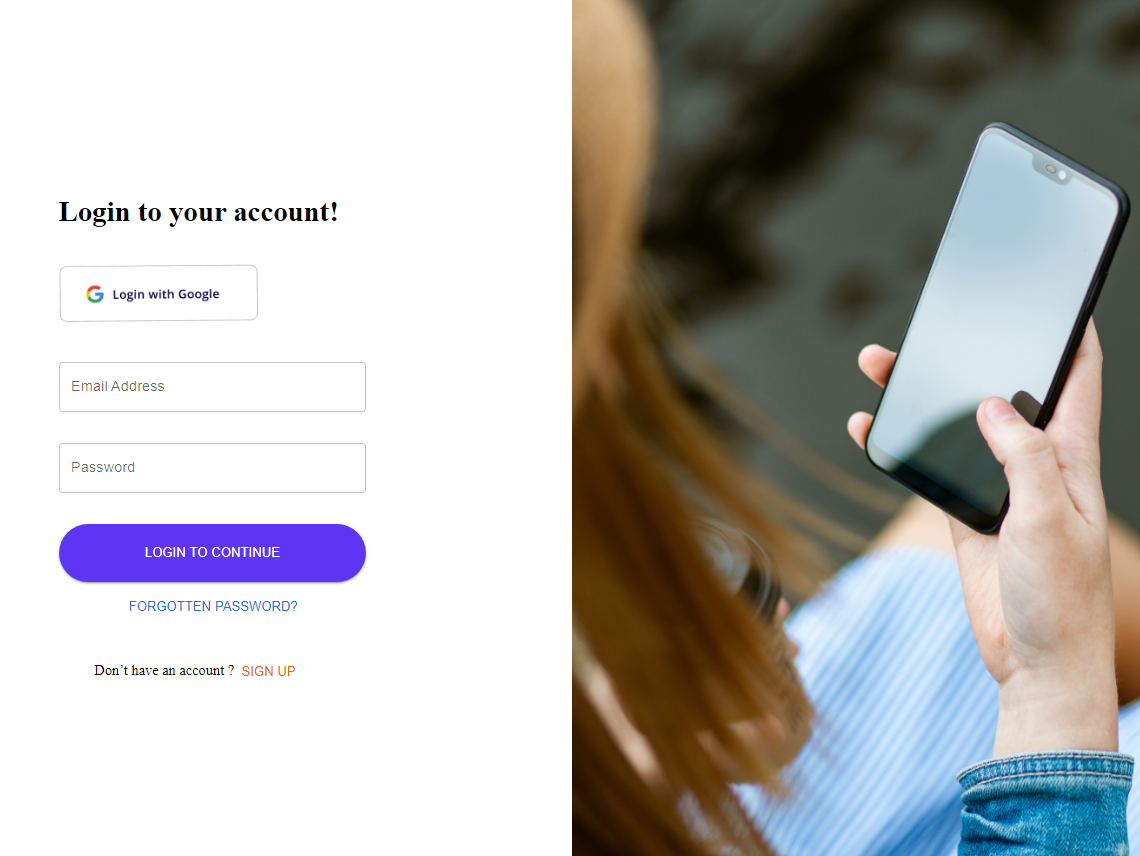 Login to your account!
Login with Google
Email Address
Password
LOGIN TO CONTINUE
FORGOTTEN PASSWORD?
Don’t have an account ? SIGN UP